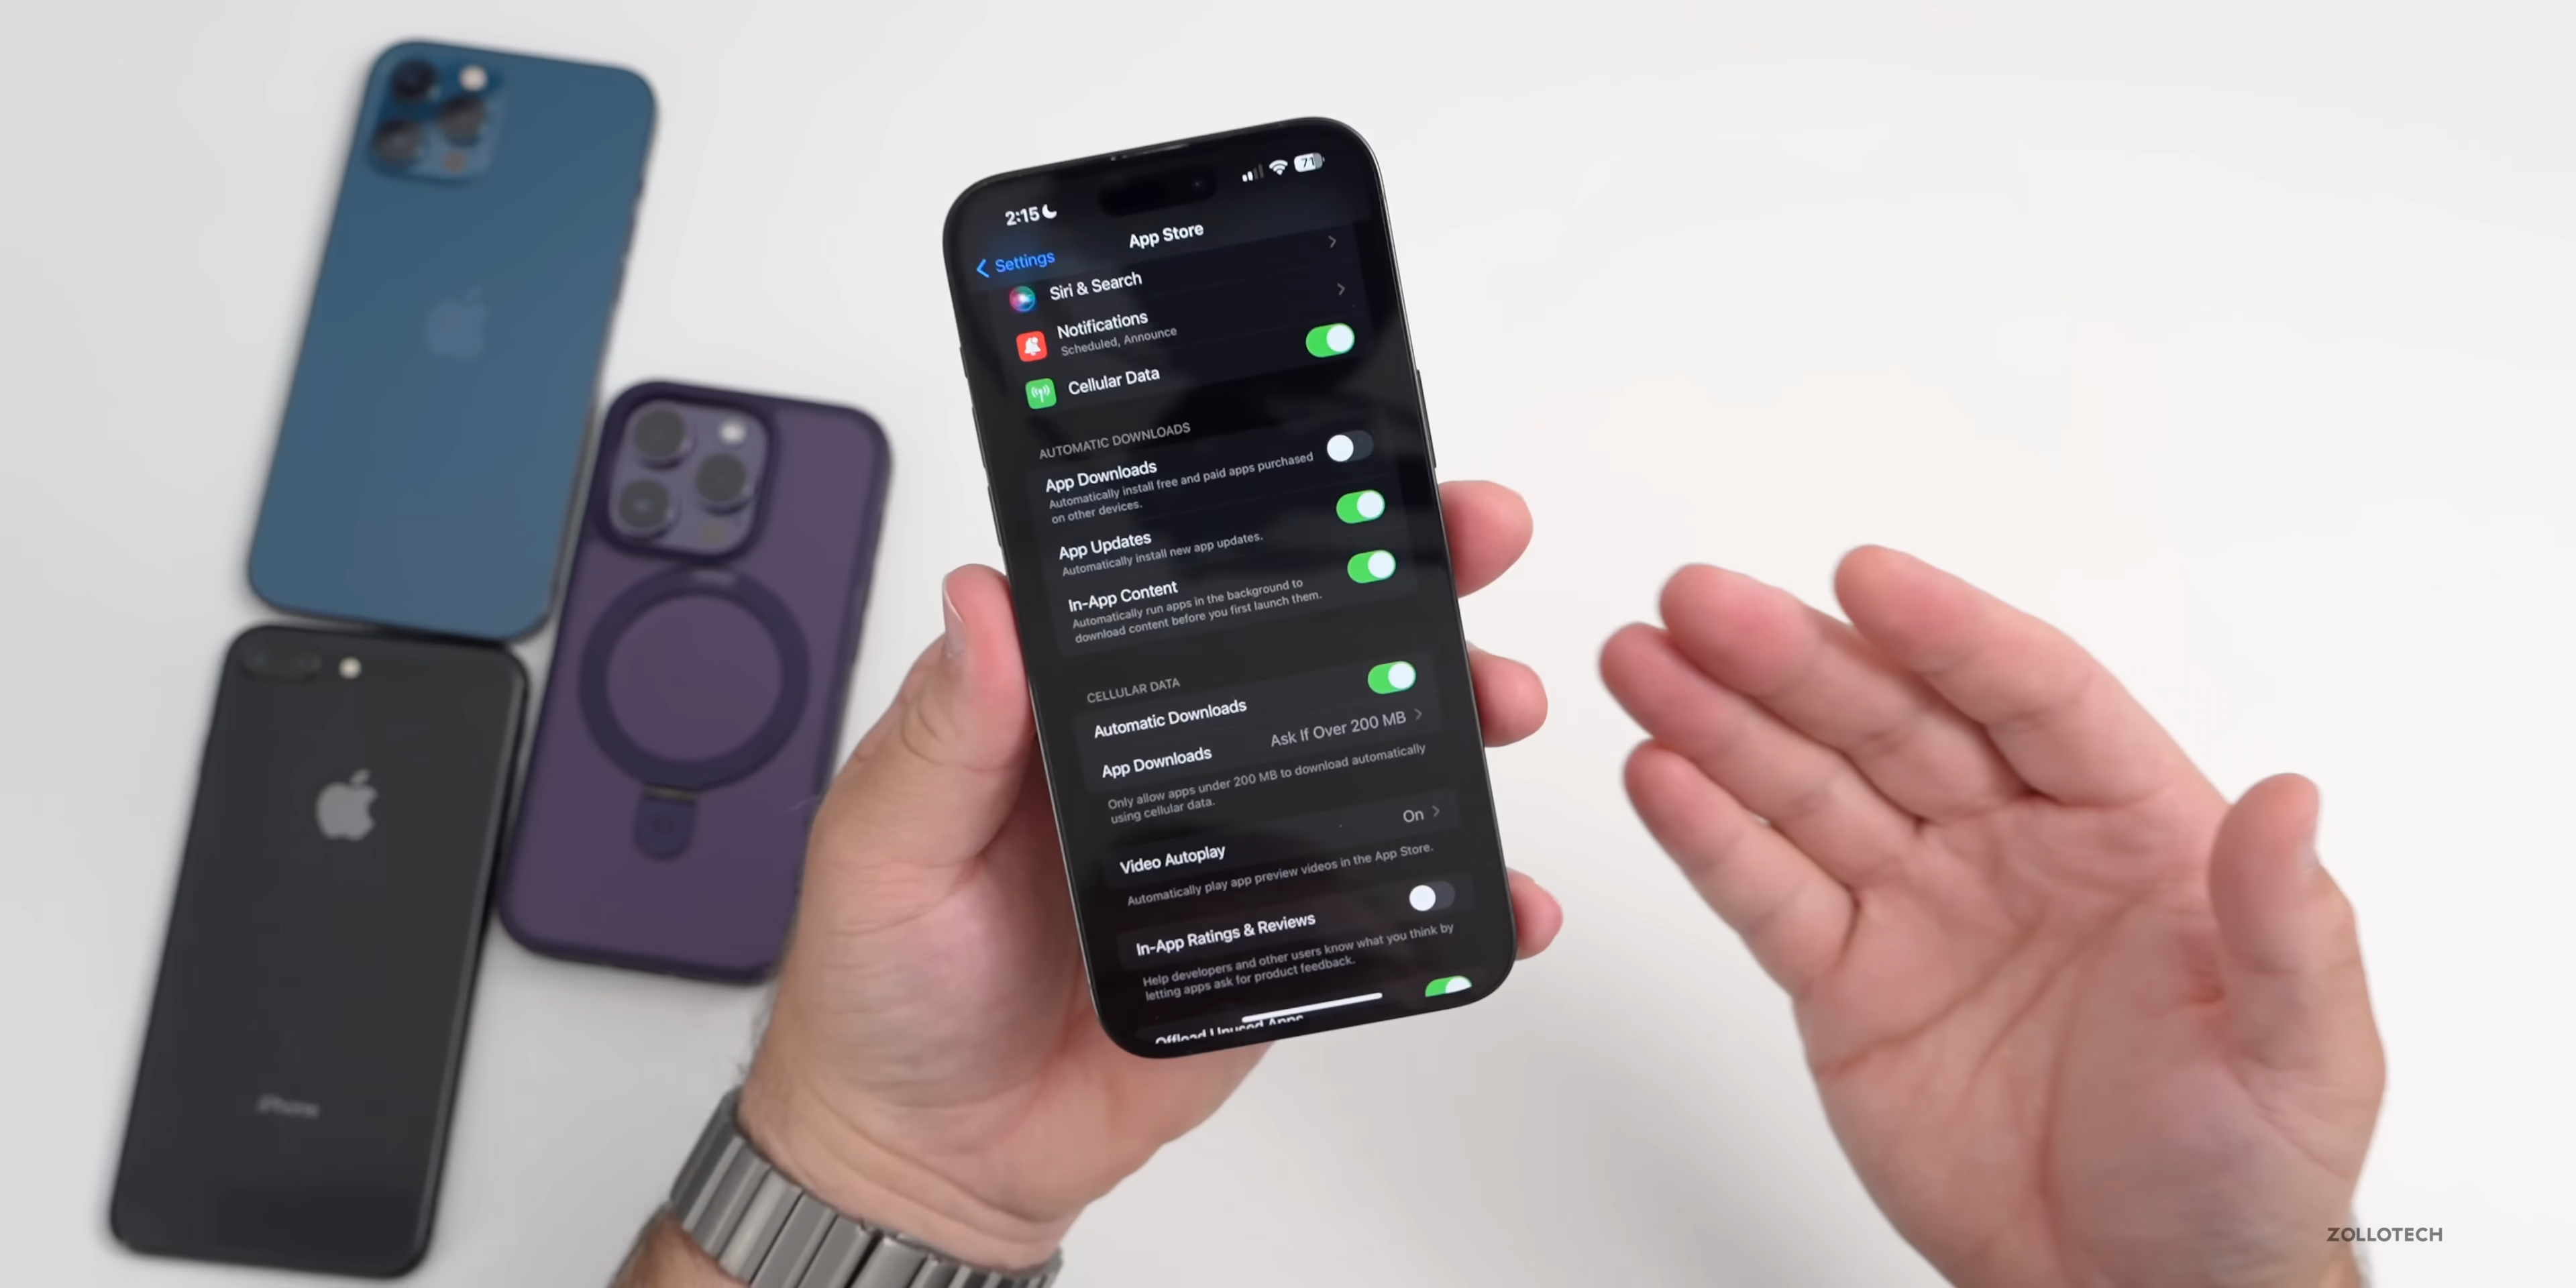 2:15
71
App Store
Settings
Siri & Search
Notifications
Scheduled, Announce
Cellular Data
AUTOMATIC DOWNLOADS
App Downloads
Automatically install free and paid apps purchased
on other devices.
App Updates
Automatically install new app updates.
In-App Content
Automatically run apps in the background to
download content before you first launch them.
CELLULAR DATA
Automatic Downloads
App Downloads Ask If Over 200 MB
Only allow apps under 200 MB to download automatically
using cellular data.
Video Autoplay On
Automatically play app preview videos in the App Store.
In-App Ratings & Reviews
Help developers and other users know what you think by
letting apps ask for product feedback.
Offload Unused Apps
iPhone
ZOLLOTECH